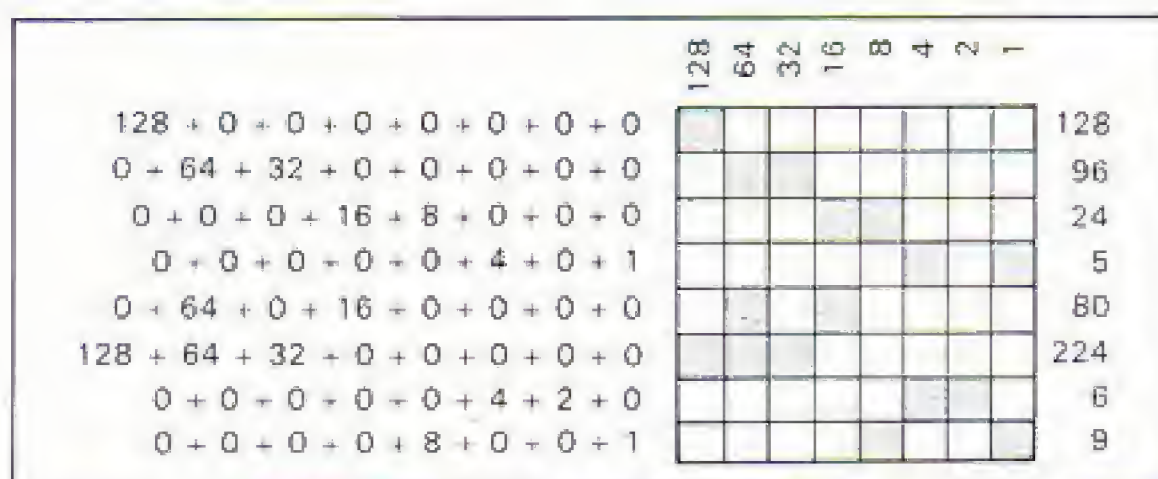 128 64 32 16 8 4 2 1
128 + 0 + 0 + 0 + 0 + 0 + 0 + 0 128
0 + 64 + 32 + 0 + 0 + 0 + 0 + 0 96
0 + 0 + 0 + 16 + 8 + 0 + 0 + 0 24
0 + 0 + 0 + 0 + 0 + 4 + 0 + 1 5
0 + 64 + 0 + 16 + 0 + 0 + 0 + 0 80
128 + 64 + 32 + 0 + 0 + 0 + 0 + 0 224
0 + 0 + 0 + 0 + 0 + 4 + 2 + 0 6
0 + 0 + 0 + 0 + 8 + 0 + 0 + 1 9